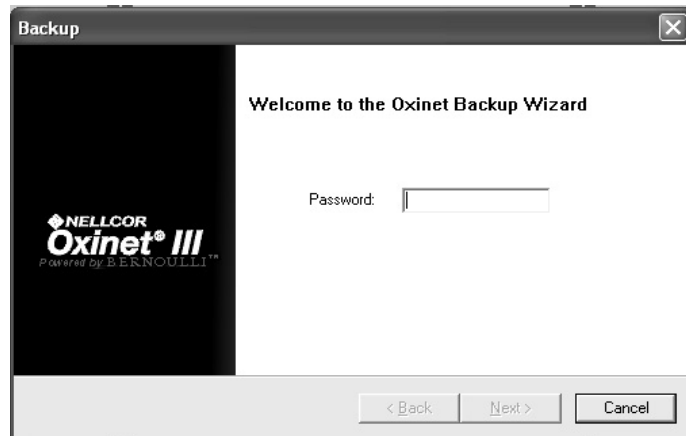 Backup
Welcome to the Oxinet Backup Wizard
Password:
NELLCOR
Oxinet® III
Powered by BERNOULLI™
< Back
Next >
Cancel